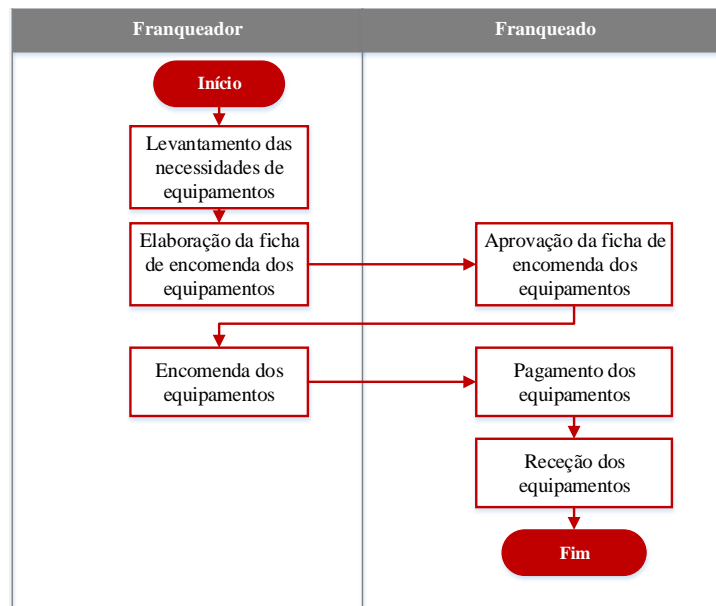 Franqueador
Franqueado
Início
Levantamento das
necessidades de
equipamentos
Elaboração da ficha
de encomenda dos
equipamentos
Aprovação da ficha de
encomenda dos
equipamentos
Encomenda dos
equipamentos
Pagamento dos
equipamentos
Receção dos
equipamentos
Fim